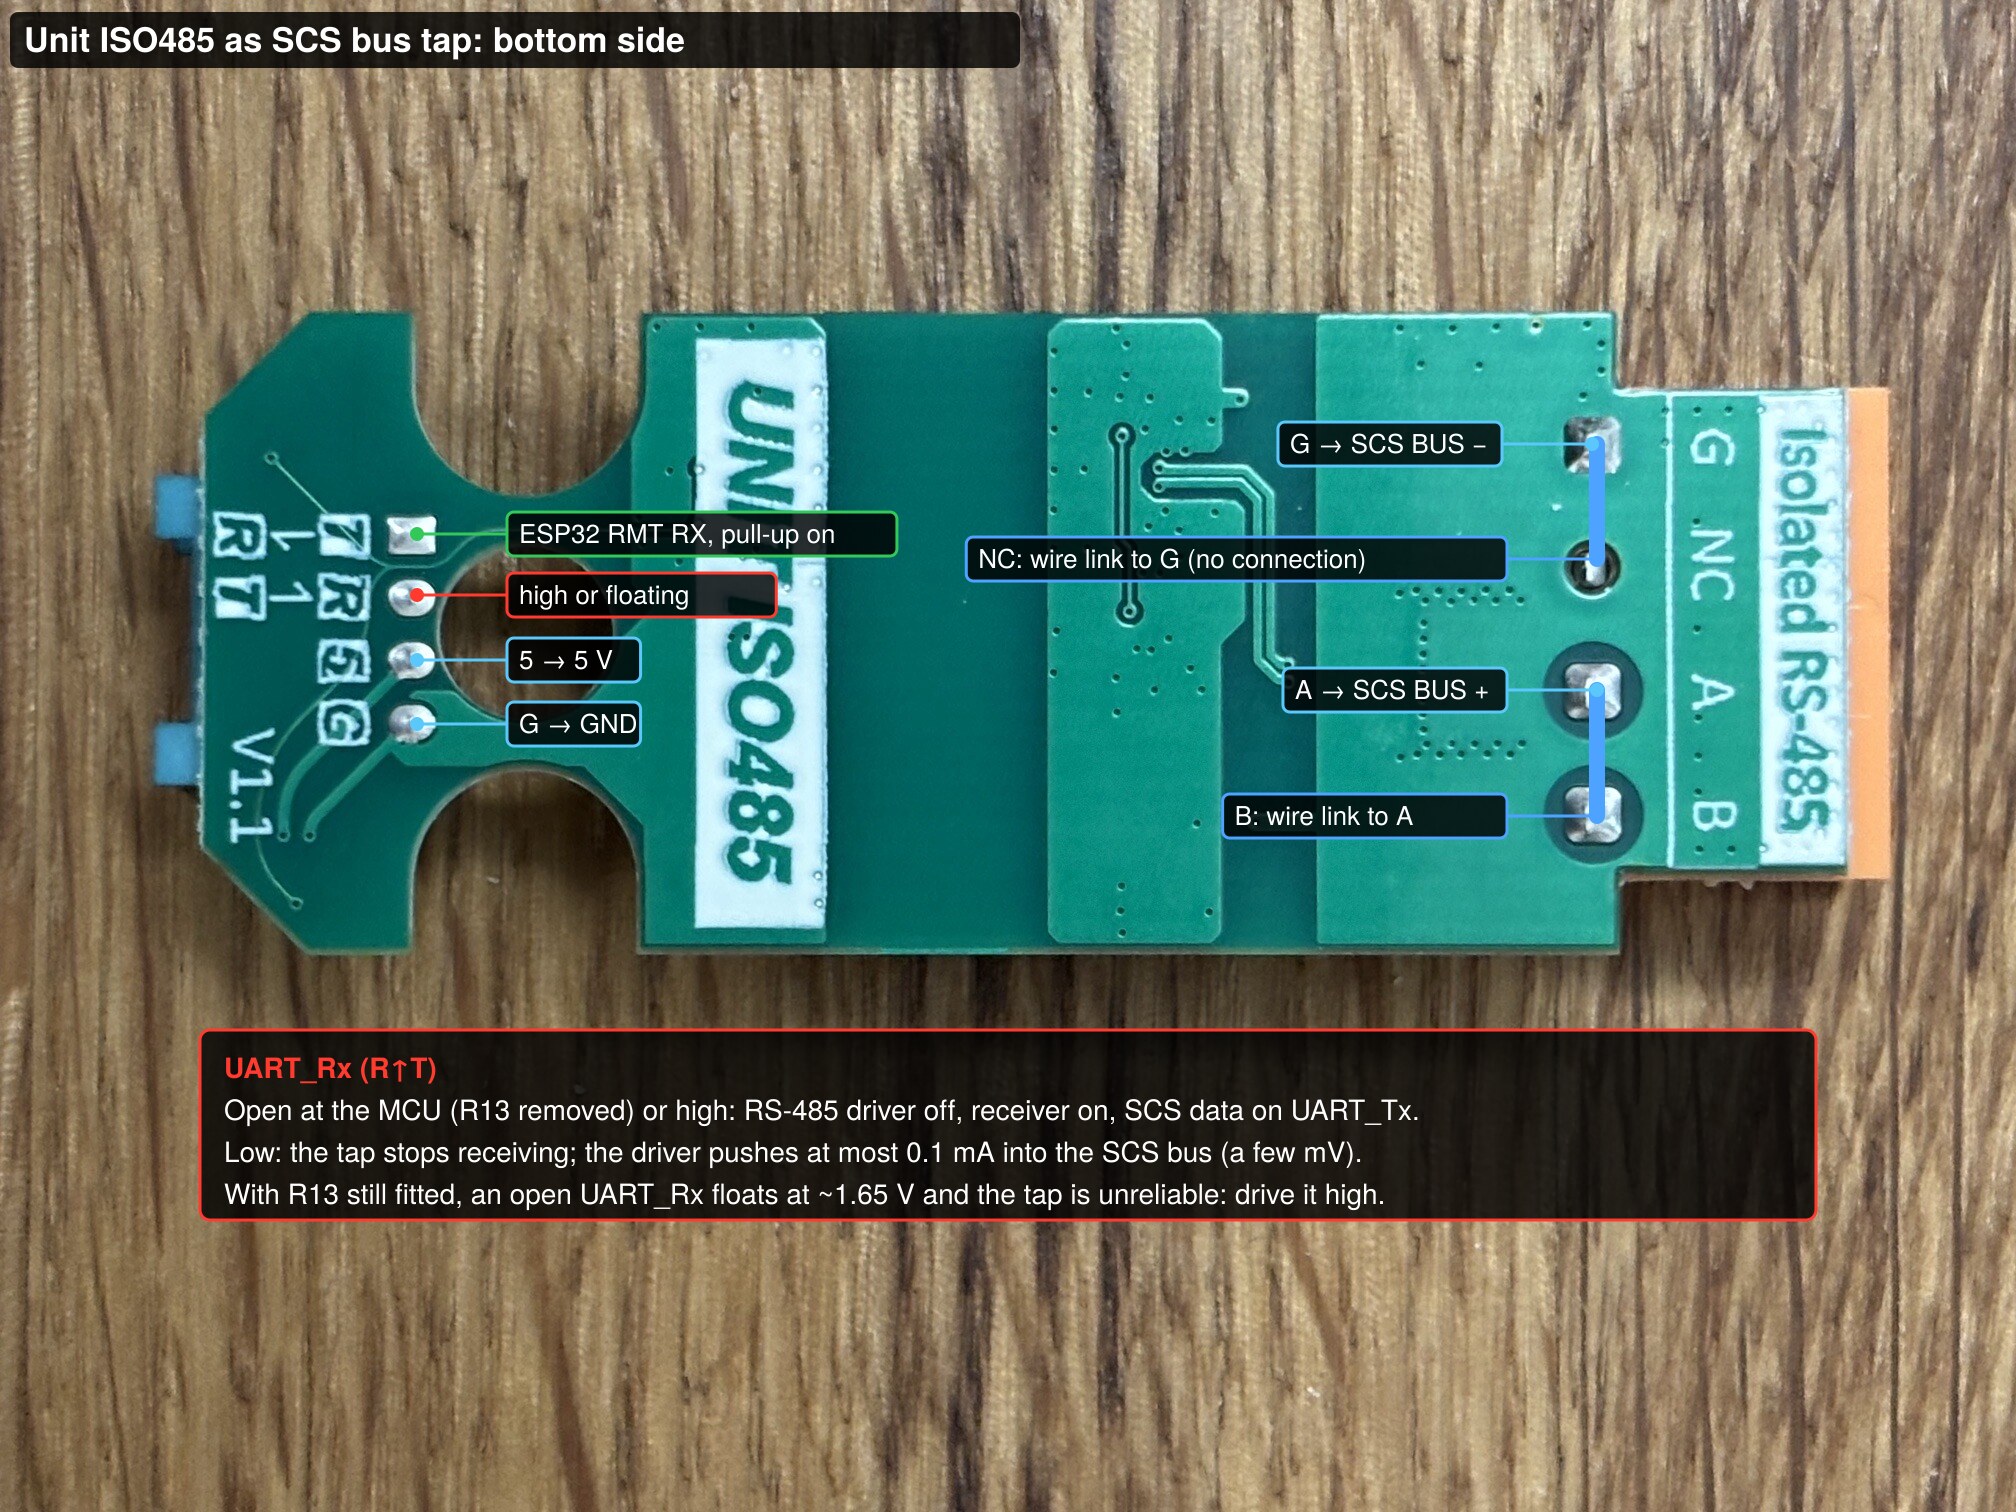 Unit ISO485 as SCS bus tap: bottom side
G → SCS BUS −
ESP32 RMT RX, pull-up on
NC: wire link to G (no connection)
high or floating
5 → 5 V
A → SCS BUS +
G → GND
B: wire link to A
R ← T
T → R
T
R
5
G
V1.1
UNIT ISO485
G
NC
A
B
Isolated RS-485
UART_Rx (R↑T)
Open at the MCU (R13 removed) or high: RS-485 driver off, receiver on, SCS data on UART_Tx.
Low: the tap stops receiving; the driver pushes at most 0.1 mA into the SCS bus (a few mV).
With R13 still fitted, an open UART_Rx floats at ~1.65 V and the tap is unreliable: drive it high.